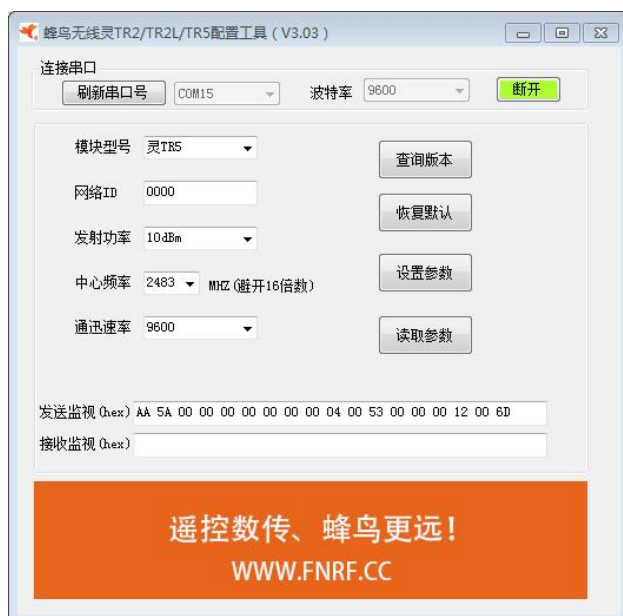 蜂鸟无线灵TR2/TR2L/TR5配置工具（V3.03）
连接串口
刷新串口号 COM15 波特率 9600 断开
模块型号 灵TR5 查询版本
网络ID 0000
恢复默认
发射功率 10dBm
中心频率 2483 MHZ(避开16倍数) 设置参数
通迅速率 9600 读取参数
发送监视(hex) AA 5A 00 00 00 00 00 00 00 04 00 53 00 00 00 12 00 6D
接收监视(hex)
遥控数传、蜂鸟更远！
WWW.FNRF.CC